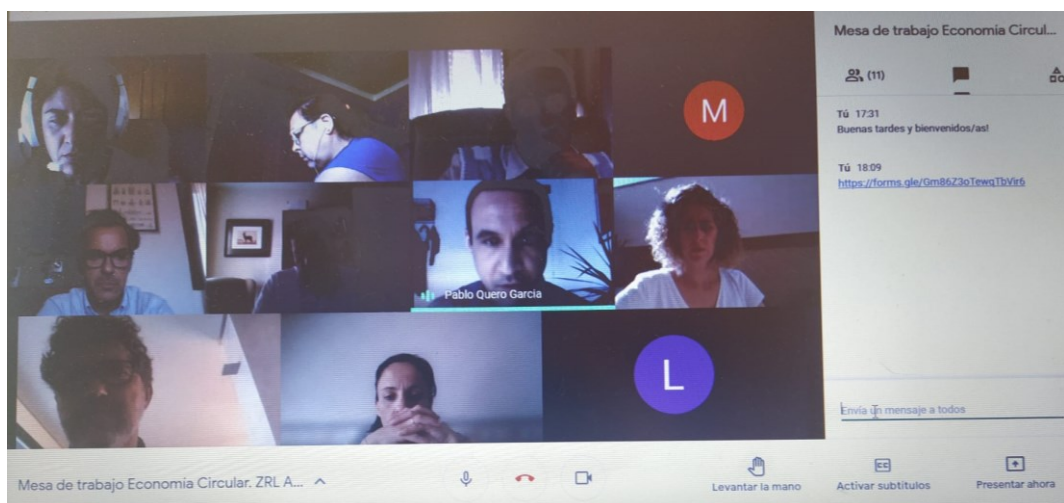 Mesa de trabajo Economía Circul...
(11)
Tú 17:31
Buenas tardes y bienvenidos/as!
Tú 18:09
https://forms.gle/Gm86Z3oTewqTbVir6
M
Pablo Quero Garcia
L
Envía un mensaje a todos
Mesa de trabajo Economía Circular. ZRL A...
Levantar la mano
Activar subtítulos
Presentar ahora